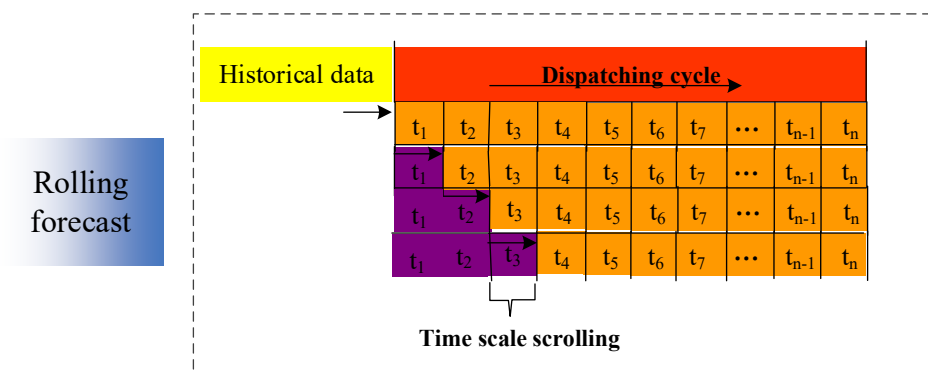 Historical data
Dispatching cycle
t1 t2 t3 t4 t5 t6 t7 ... tn-1 tn
Rolling
forecast
t1 t2 t3 t4 t5 t6 t7 ... tn-1 tn
t1 t2 t3 t4 t5 t6 t7 ... tn-1 tn
t1 t2 t3 t4 t5 t6 t7 ... tn-1 tn
Time scale scrolling